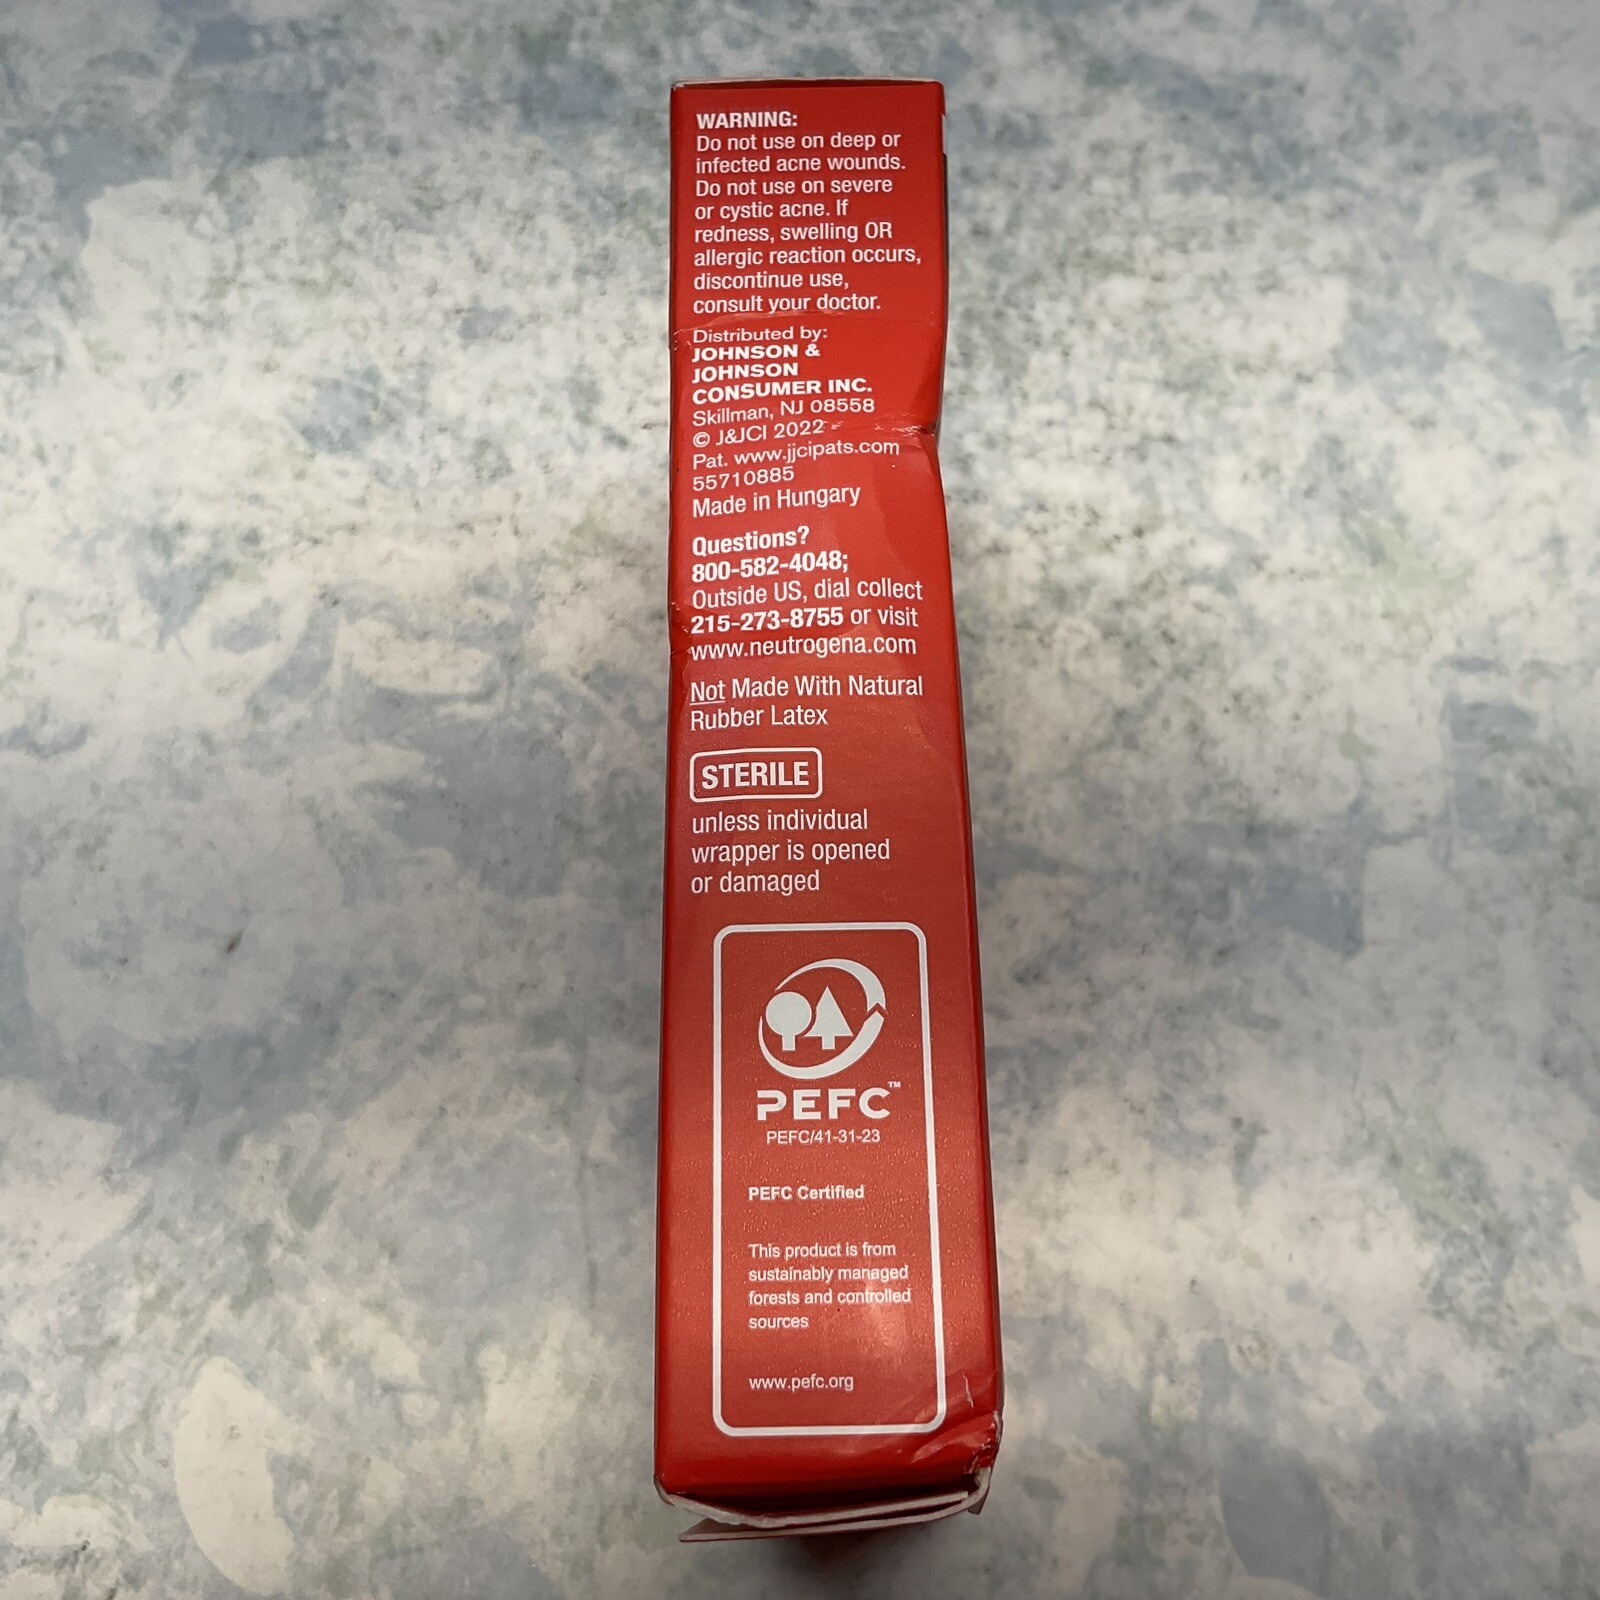 WARNING:
Do not use on deep or
infected acne wounds.
Do not use on severe
or cystic acne. If
redness, swelling OR
allergic reaction occurs,
discontinue use,
consult your doctor.
Distributed by:
JOHNSON &
JOHNSON
CONSUMER INC.
Skillman, NJ 08558
© J&JCI 2022
Pat. www.jjcipats.com
55710885
Made in Hungary
Questions?
800-582-4048;
Outside US, dial collect
215-273-8755 or visit
www.neutrogena.com
Not Made With Natural
Rubber Latex
STERILE
unless individual
wrapper is opened
or damaged
PEFC™
PEFC/41-31-23
PEFC Certified
This product is from
sustainably managed
forests and controlled
sources
www.pefc.org